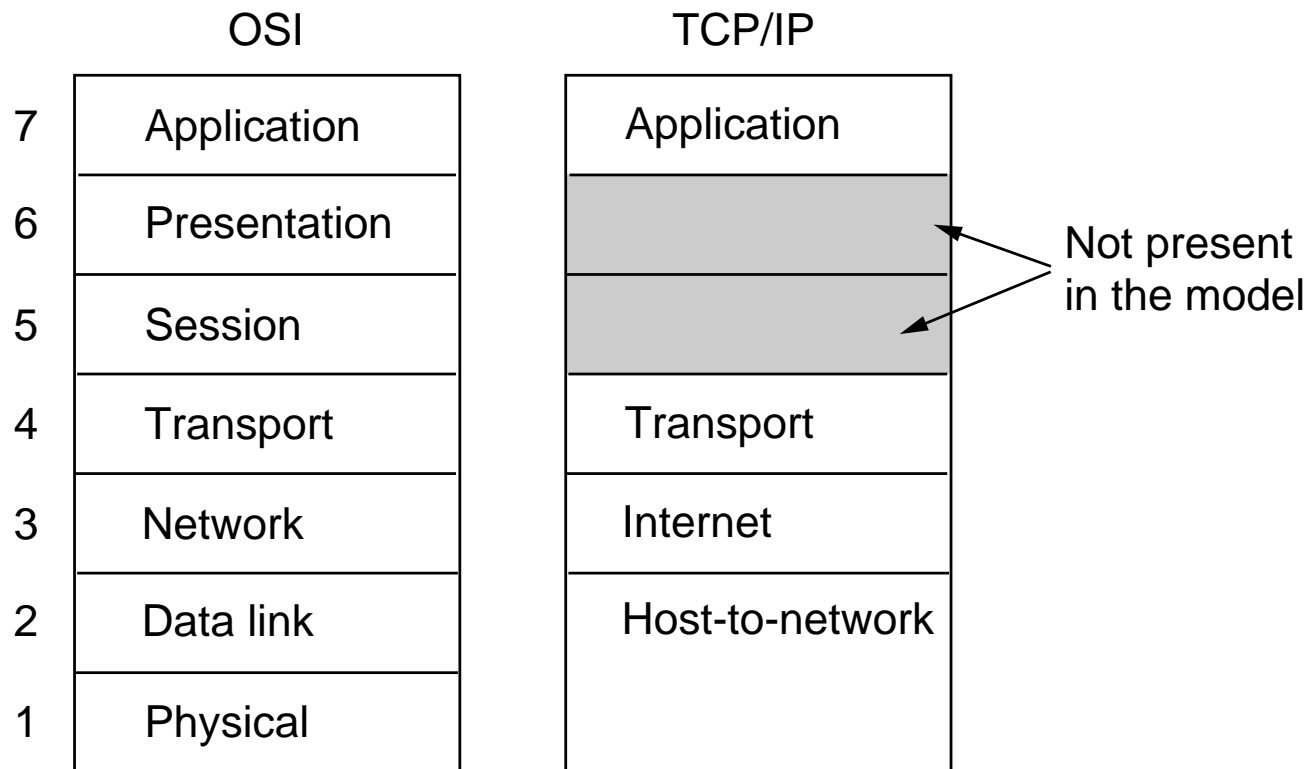 OSI TCP/IP
7 Application Application
6 Presentation
Not present
in the model
5 Session
4 Transport Transport
3 Network Internet
2 Data link Host-to-network
1 Physical